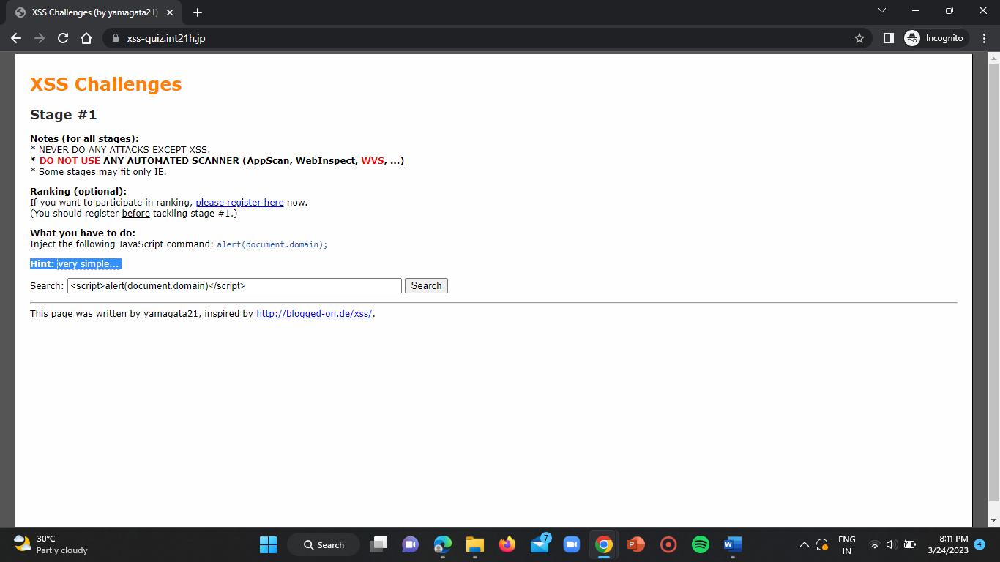 XSS Challenges (by yamagata21)
xss-quiz.int21h.jp
Incognito
XSS Challenges
Stage #1
Notes (for all stages):
* NEVER DO ANY ATTACKS EXCEPT XSS.
* DO NOT USE ANY AUTOMATED SCANNER (AppScan, WebInspect, WVS, ...)
* Some stages may fit only IE.
Ranking (optional):
If you want to participate in ranking, please register here now.
(You should register before tackling stage #1.)
What you have to do:
Inject the following JavaScript command: alert(document.domain);
Hint: very simple...
Search: <script>alert(document.domain)</script> Search
This page was written by yamagata21, inspired by http://blogged-on.de/xss/.
30°C
Partly cloudy
Search
7
ENG
IN
8:11 PM
3/24/2023
4